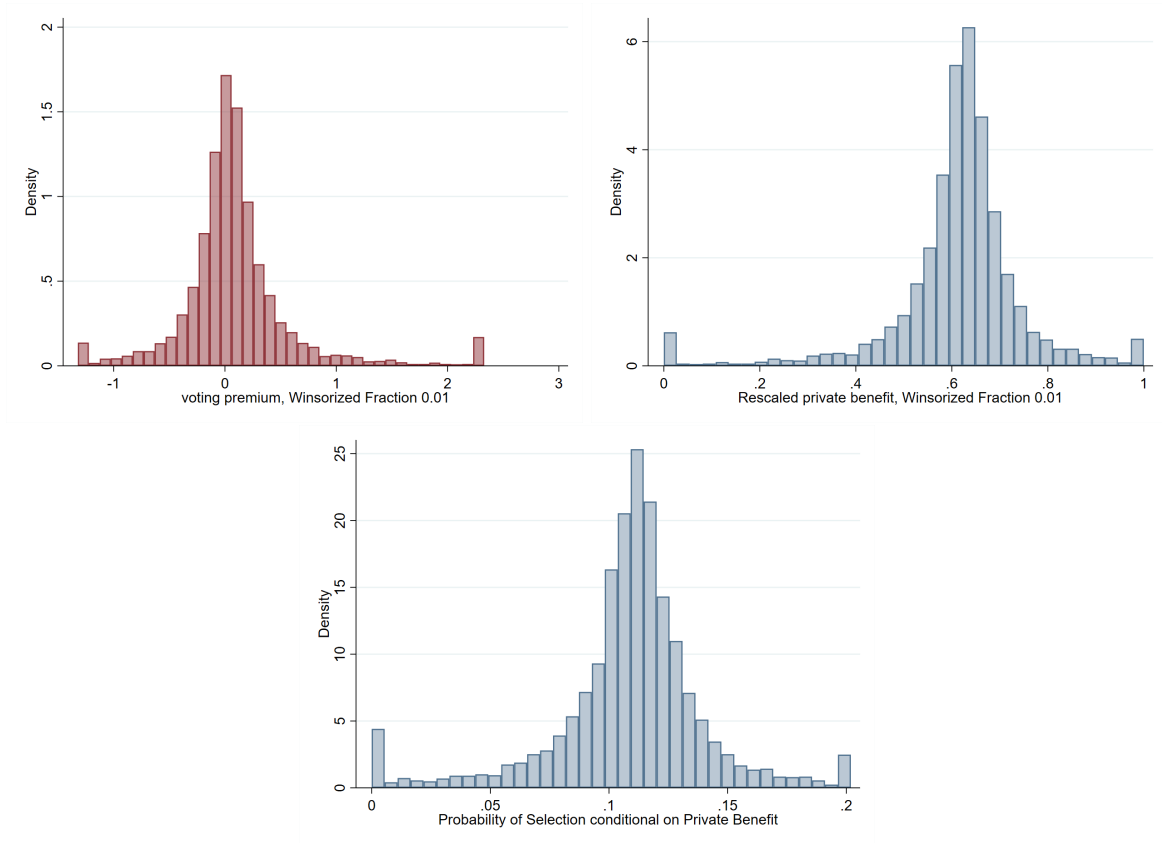 2
1.5
1
.5
0
Density
-1 0 1 2 3
voting premium, Winsorized Fraction 0.01
6
4
2
0
Density
0 .2 .4 .6 .8 1
Rescaled private benefit, Winsorized Fraction 0.01
25
20
15
10
5
0
Density
0 .05 .1 .15 .2
Probability of Selection conditional on Private Benefit